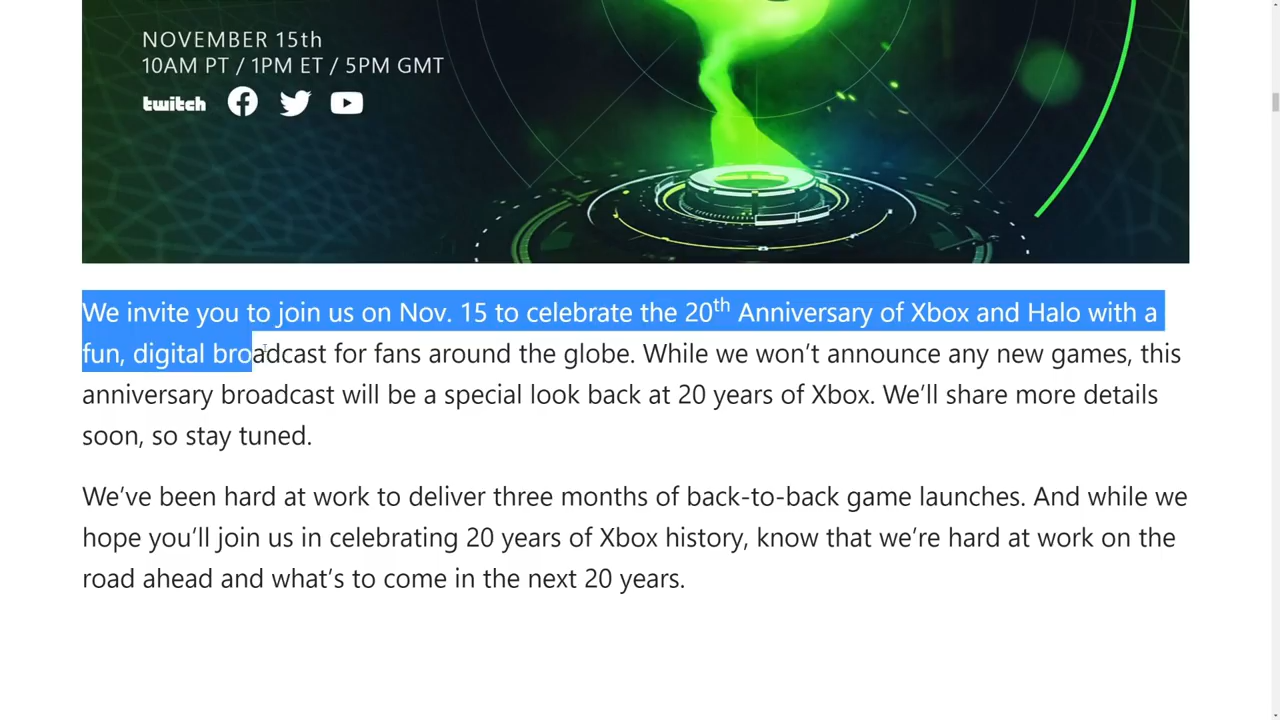 NOVEMBER 15th
10AM PT / 1PM ET / 5PM GMT
twitch
We invite you to join us on Nov. 15 to celebrate the 20th Anniversary of Xbox and Halo with a
fun, digital broadcast for fans around the globe. While we won’t announce any new games, this
anniversary broadcast will be a special look back at 20 years of Xbox. We’ll share more details
soon, so stay tuned.
We’ve been hard at work to deliver three months of back-to-back game launches. And while we
hope you’ll join us in celebrating 20 years of Xbox history, know that we’re hard at work on the
road ahead and what’s to come in the next 20 years.